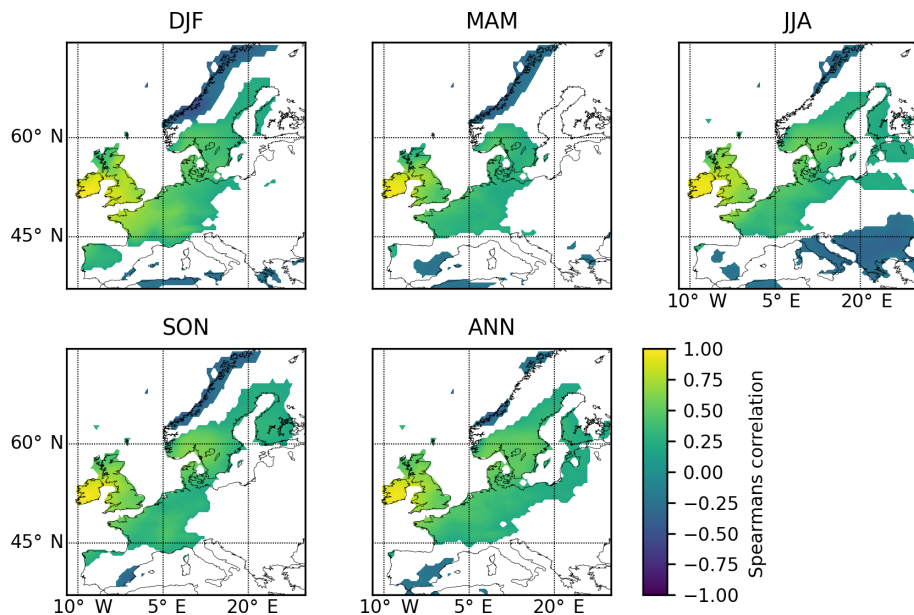 DJF
MAM
JJA
60° N
45° N
10° W
5° E
20° E
SON
ANN
60° N
45° N
10° W
5° E
20° E
10° W
5° E
20° E
1.00
0.75
0.50
0.25
0.00
−0.25
−0.50
−0.75
−1.00
Spearmans correlation